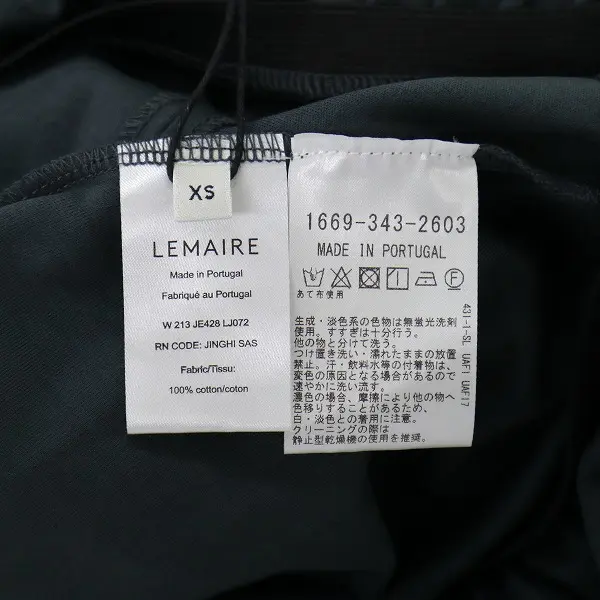 XS
LEMAIRE
Made in Portugal
Fabriqué au Portugal
W 213 JE428 LJ072
RN CODE: JINGHI SAS
Fabric/Tissu:
100% cotton/coton
1669-343-2603
MADE IN PORTUGAL
あて布使用
生成・淡色系の色物は無蛍光洗剤
使用。すすぎは十分行う。
他の物と分けて洗う。
つけ置き洗い・濡れたままの放置
禁止。汗・飲料水等の付着物は、
変色の原因となる場合があるので
速やかに洗い流す。
濃色の場合、摩擦により他の物へ
色移りすることがあるため、
白・淡色との着用に注意。
クリーニングの際は
静止型乾燥機の使用を推奨。
431-1-SL UAF1 UAF17